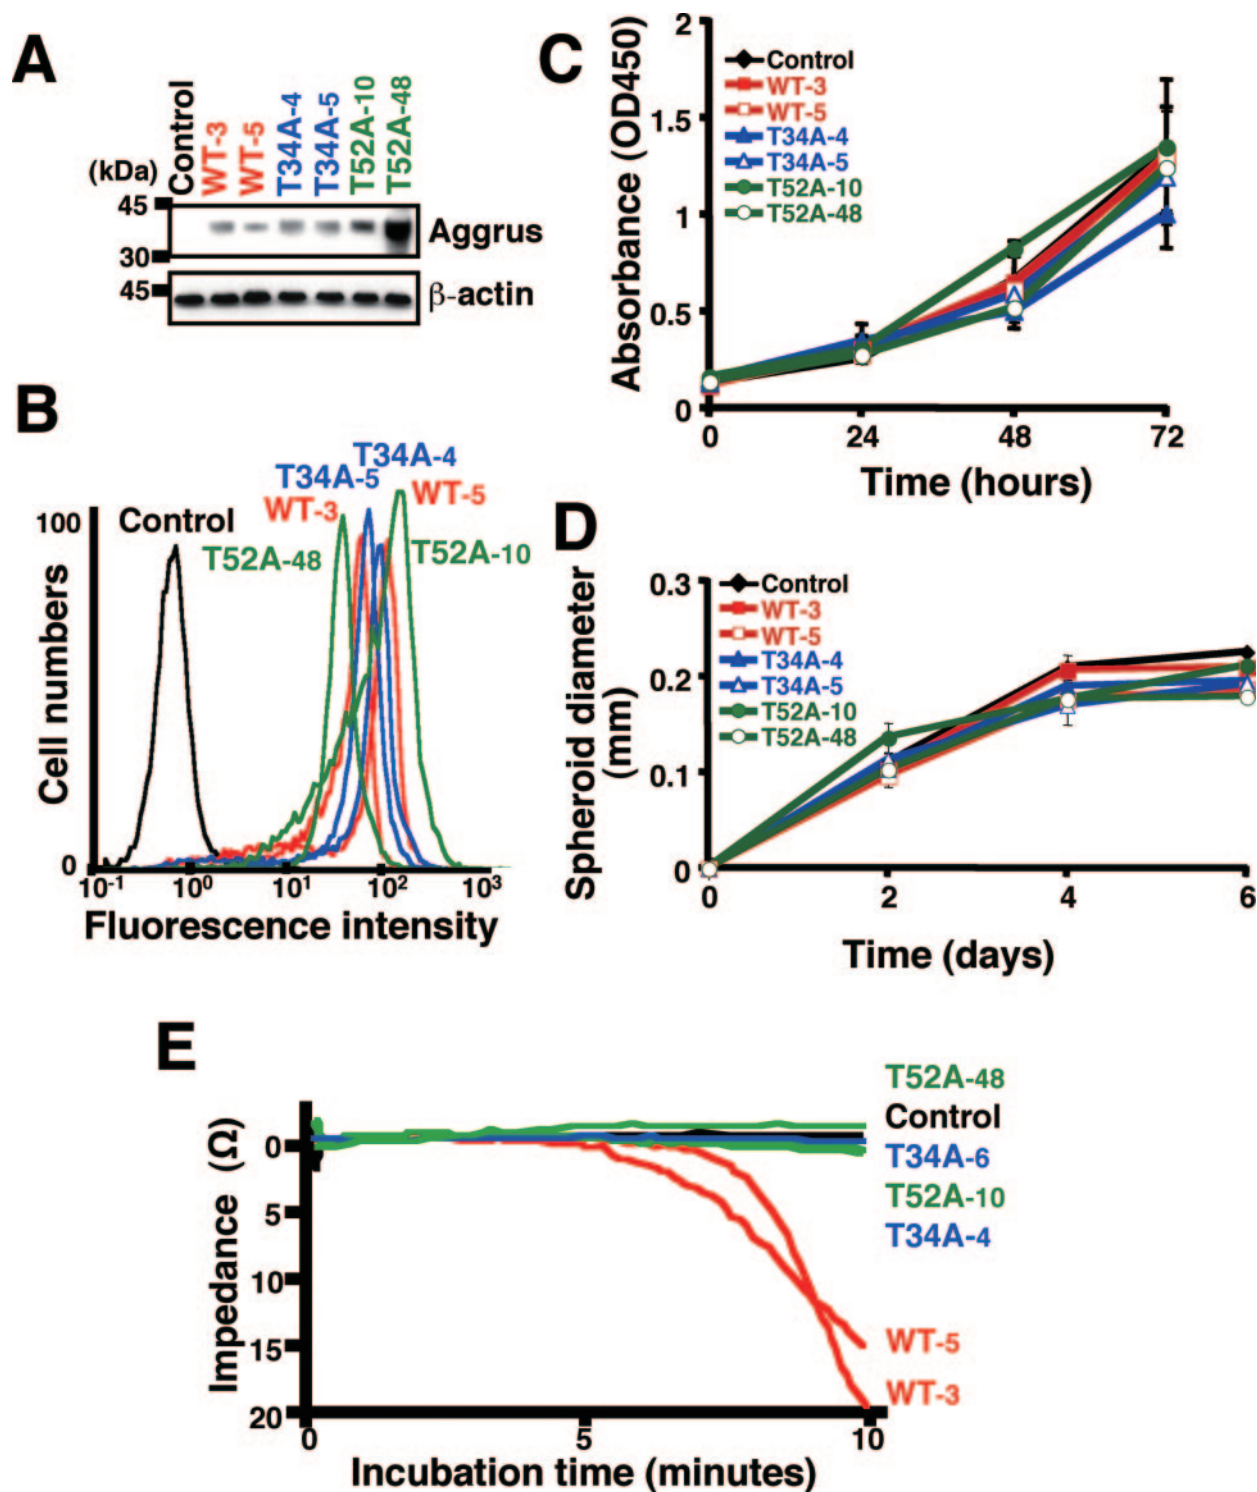 A
Control
WT-3
WT-5
T34A-4
T34A-5
T52A-10
T52A-48
(kDa)
45
30
Aggrus
45
β-actin
B
T34A-4
T34A-5
WT-5
WT-3
Control
T52A-48
T52A-10
100
0
Cell numbers
10-1 100 101 102 103
Fluorescence intensity
C
Control
WT-3
WT-5
T34A-4
T34A-5
T52A-10
T52A-48
2
1.5
1
0.5
0
Absorbance (OD450)
0 24 48 72
Time (hours)
D
Control
WT-3
WT-5
T34A-4
T34A-5
T52A-10
T52A-48
0.3
0.2
0.1
0
Spheroid diameter
(mm)
0 2 4 6
Time (days)
E
T52A-48
Control
T34A-6
T52A-10
T34A-4
WT-5
WT-3
0
5
10
15
20
Impedance (Ω)
0 5 10
Incubation time (minutes)